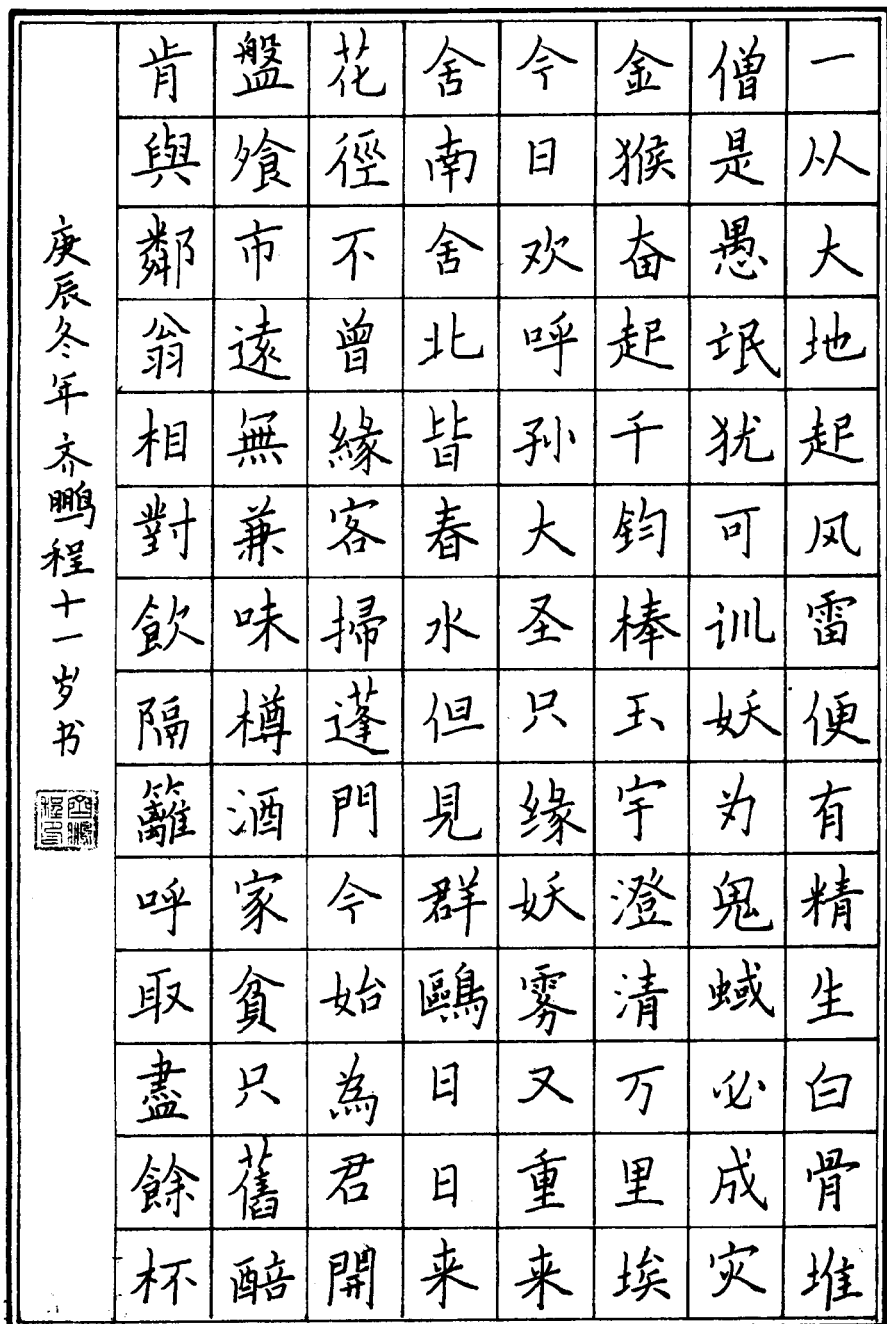 一从大地起风雷便有精生白骨堆
僧是愚氓犹可训妖为鬼蜮必成灾
金猴奋起千钧棒玉宇澄清万里埃
今日欢呼孙大圣只缘妖雾又重来
舍南舍北皆春水但見群鷗日日来
花徑不曾緣客掃蓬門今始為君開
盤飧市遠無兼味樽酒家貧只舊醅
肯與鄰翁相對飲隔籬呼取盡餘杯
庚辰冬年齐鹏程十一岁书